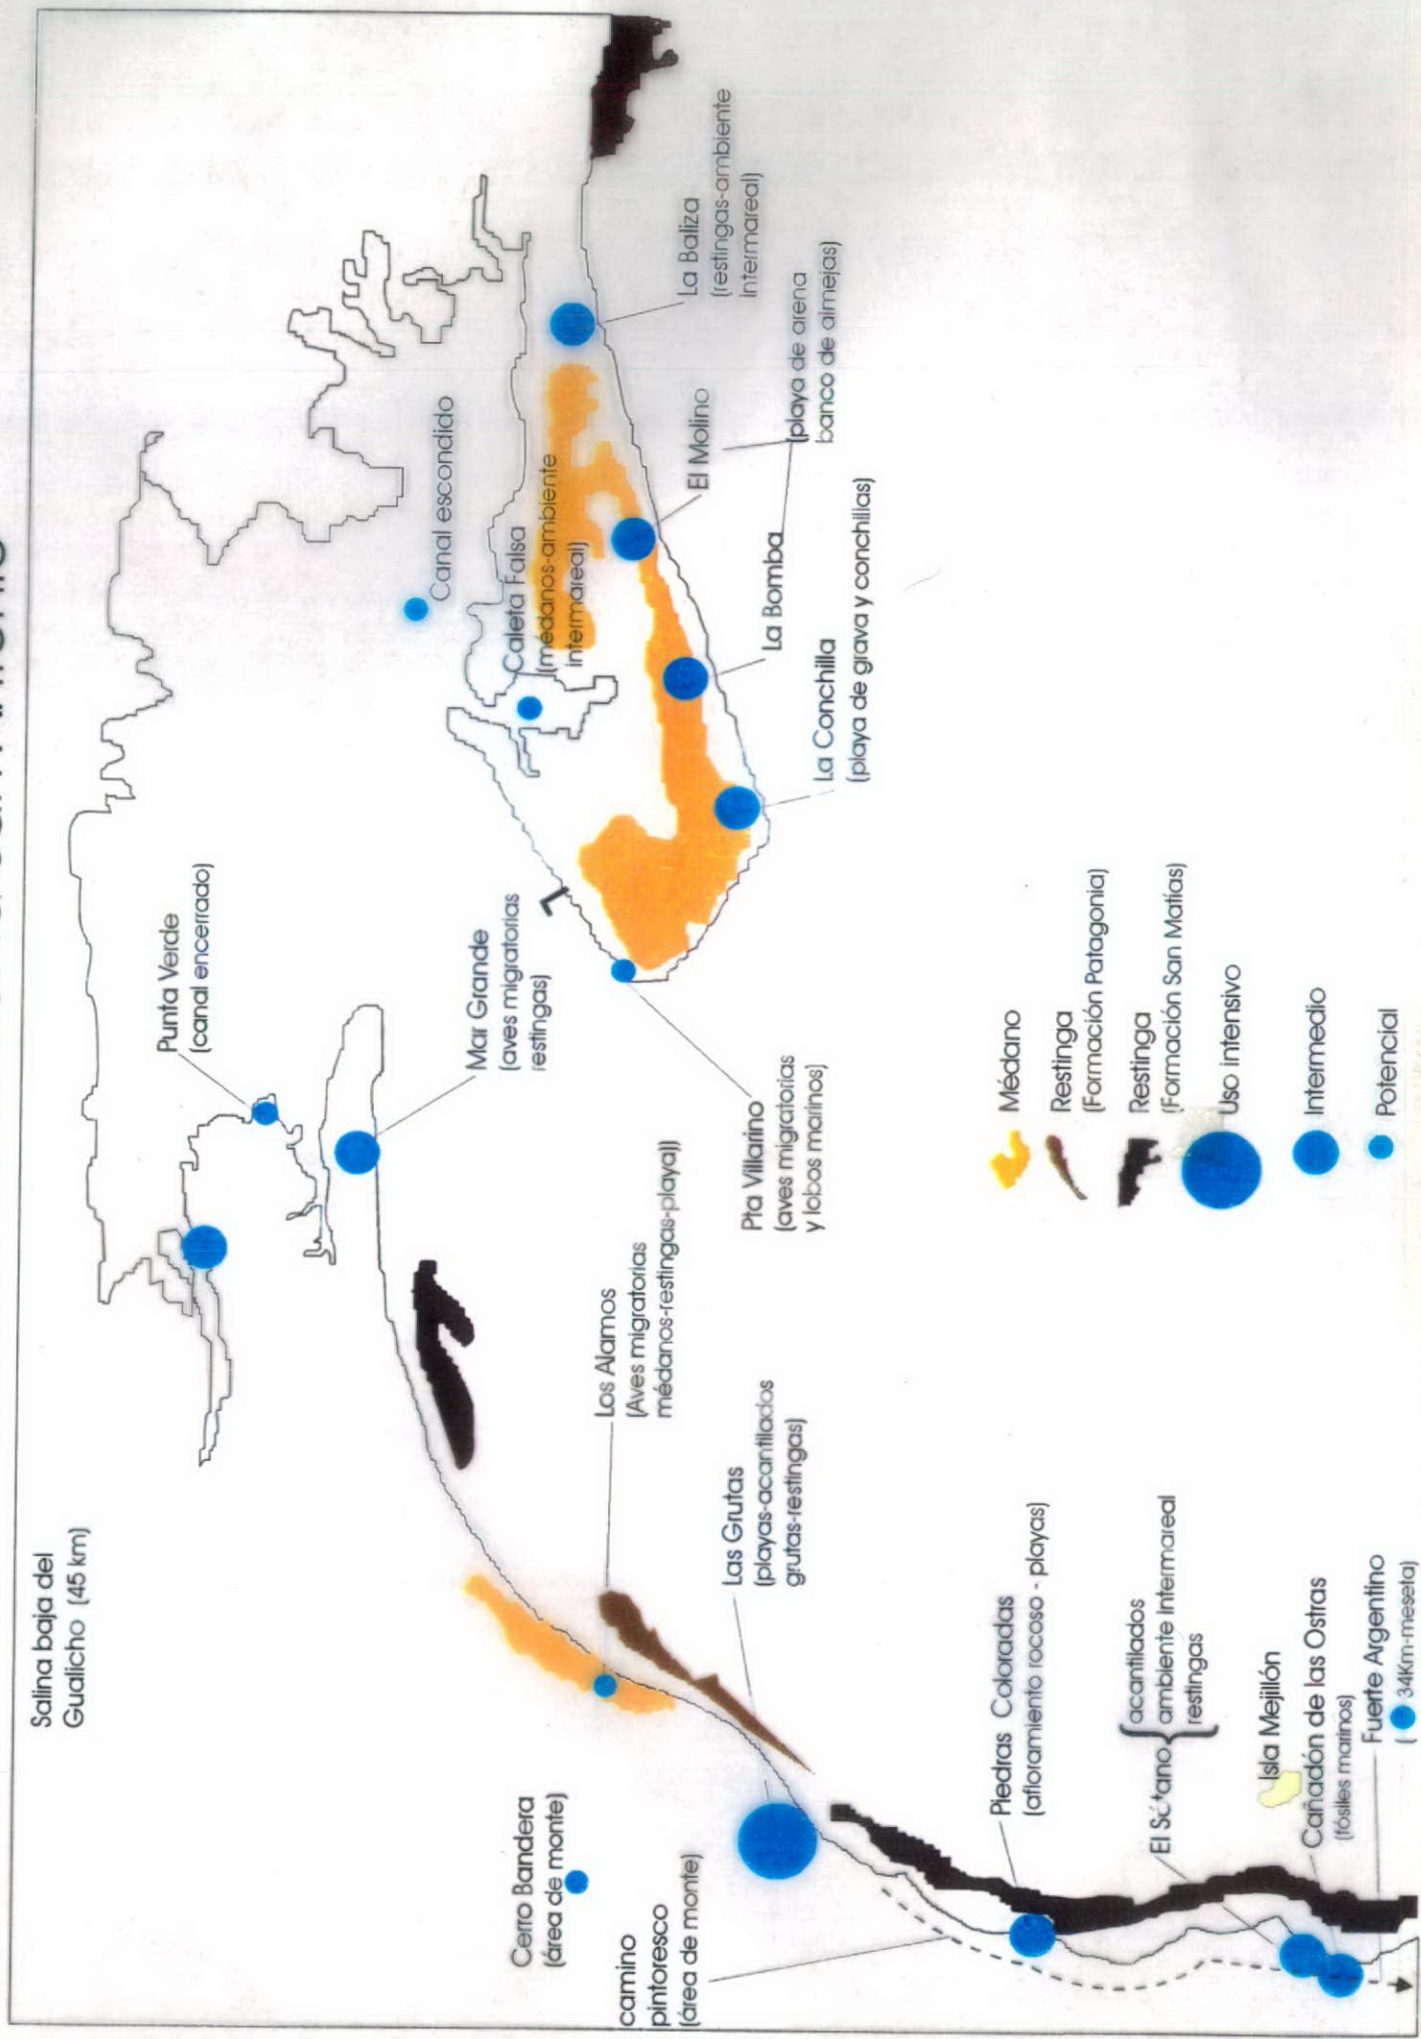 Salina baja del
Gualicho (45 km)
Punta Verde
(canal encerrado)
Canal escondido
Mar Grande
(aves migratorias
restingas)
Caleta Falsa
(médanos-ambiente
intermareal)
La Baliza
(restingas-ambiente
intermareal)
El Molino
(playa de arena
banco de almejas)
La Bomba
La Conchilla
(playa de grava y conchillas)
Pta Villarino
(aves migratorias
y lobos marinos)
Los Alamos
(Aves migratorias
médanos-restingas-playa))
Cerro Bandera
(área de monte)
Las Grutas
(playas-acantilados
grutas-restingas)
camino
pintoresco
(área de monte)
Piedras Coloradas
(afloramiento rocoso - playas)
El Sótano
acantilados
ambiente intermareal
restingas
Isla Mejillón
Cañadón de las Ostras
(fósiles marinos)
Fuerte Argentino
( 34Km-meseta)
Médano
Restinga
(Formación Patagonia)
Restinga
(Formación San Matías)
Uso intensivo
Intermedio
Potencial